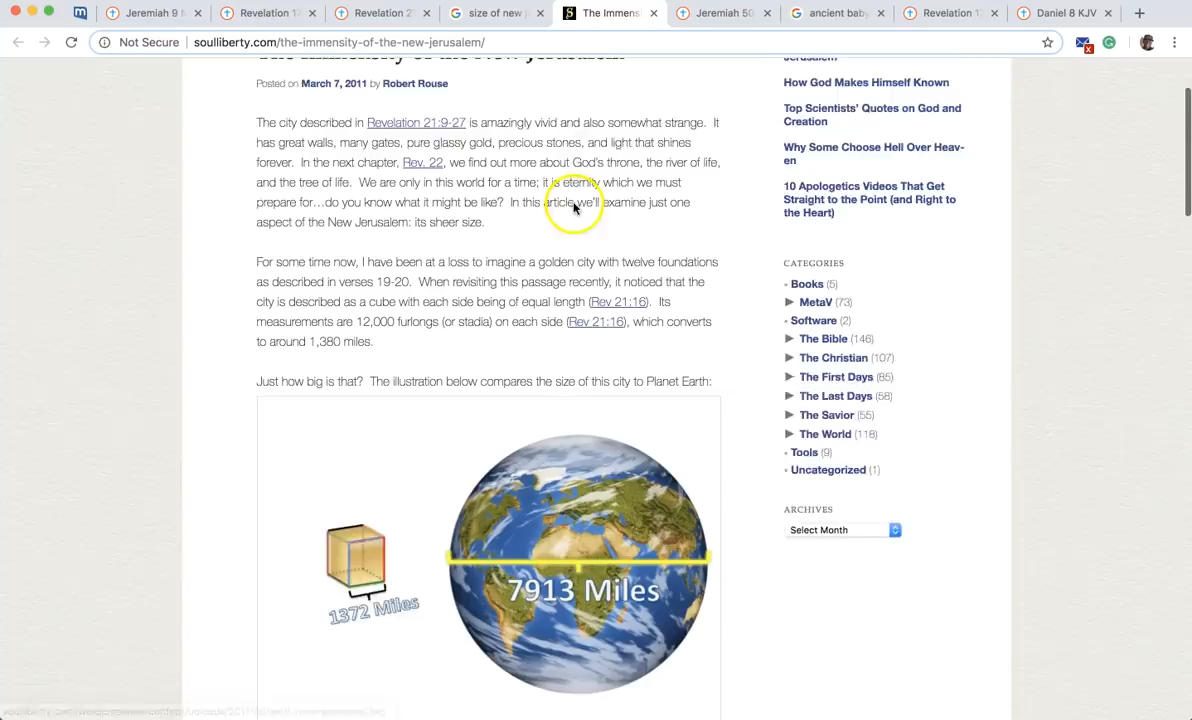 Jeremiah 9
Revelation 1
Revelation 2
size of new j
The Immens
Jeremiah 50
ancient bab
Revelation 1
Daniel 8 KJV
Not Secure
soulliberty.com/the-immensity-of-the-new-jerusalem/
The Immensity of the New Jerusalem
Posted on March 7, 2011 by Robert Rouse
The city described in Revelation 21:9-27 is amazingly vivid and also somewhat strange. It
has great walls, many gates, pure glassy gold, precious stones, and light that shines
forever. In the next chapter, Rev. 22, we find out more about God's throne, the river of life,
and the tree of life. We are only in this world for a time; it is eternity which we must
prepare for…do you know what it might be like? In this article we'll examine just one
aspect of the New Jerusalem: its sheer size.
For some time now, I have been at a loss to imagine a golden city with twelve foundations
as described in verses 19-20. When revisiting this passage recently, it noticed that the
city is described as a cube with each side being of equal length (Rev 21:16). Its
measurements are 12,000 furlongs (or stadia) on each side (Rev 21:16), which converts
to around 1,380 miles.
Just how big is that? The illustration below compares the size of this city to Planet Earth:
1372 Miles
7913 Miles
Jerusalem
How God Makes Himself Known
Top Scientists' Quotes on God and
Creation
Why Some Choose Hell Over Heav-
en
10 Apologetics Videos That Get
Straight to the Point (and Right to
the Heart)
CATEGORIES
Books (5)
MetaV (73)
Software (2)
The Bible (146)
The Christian (107)
The First Days (85)
The Last Days (58)
The Savior (55)
The World (118)
Tools (9)
Uncategorized (1)
ARCHIVES
Select Month